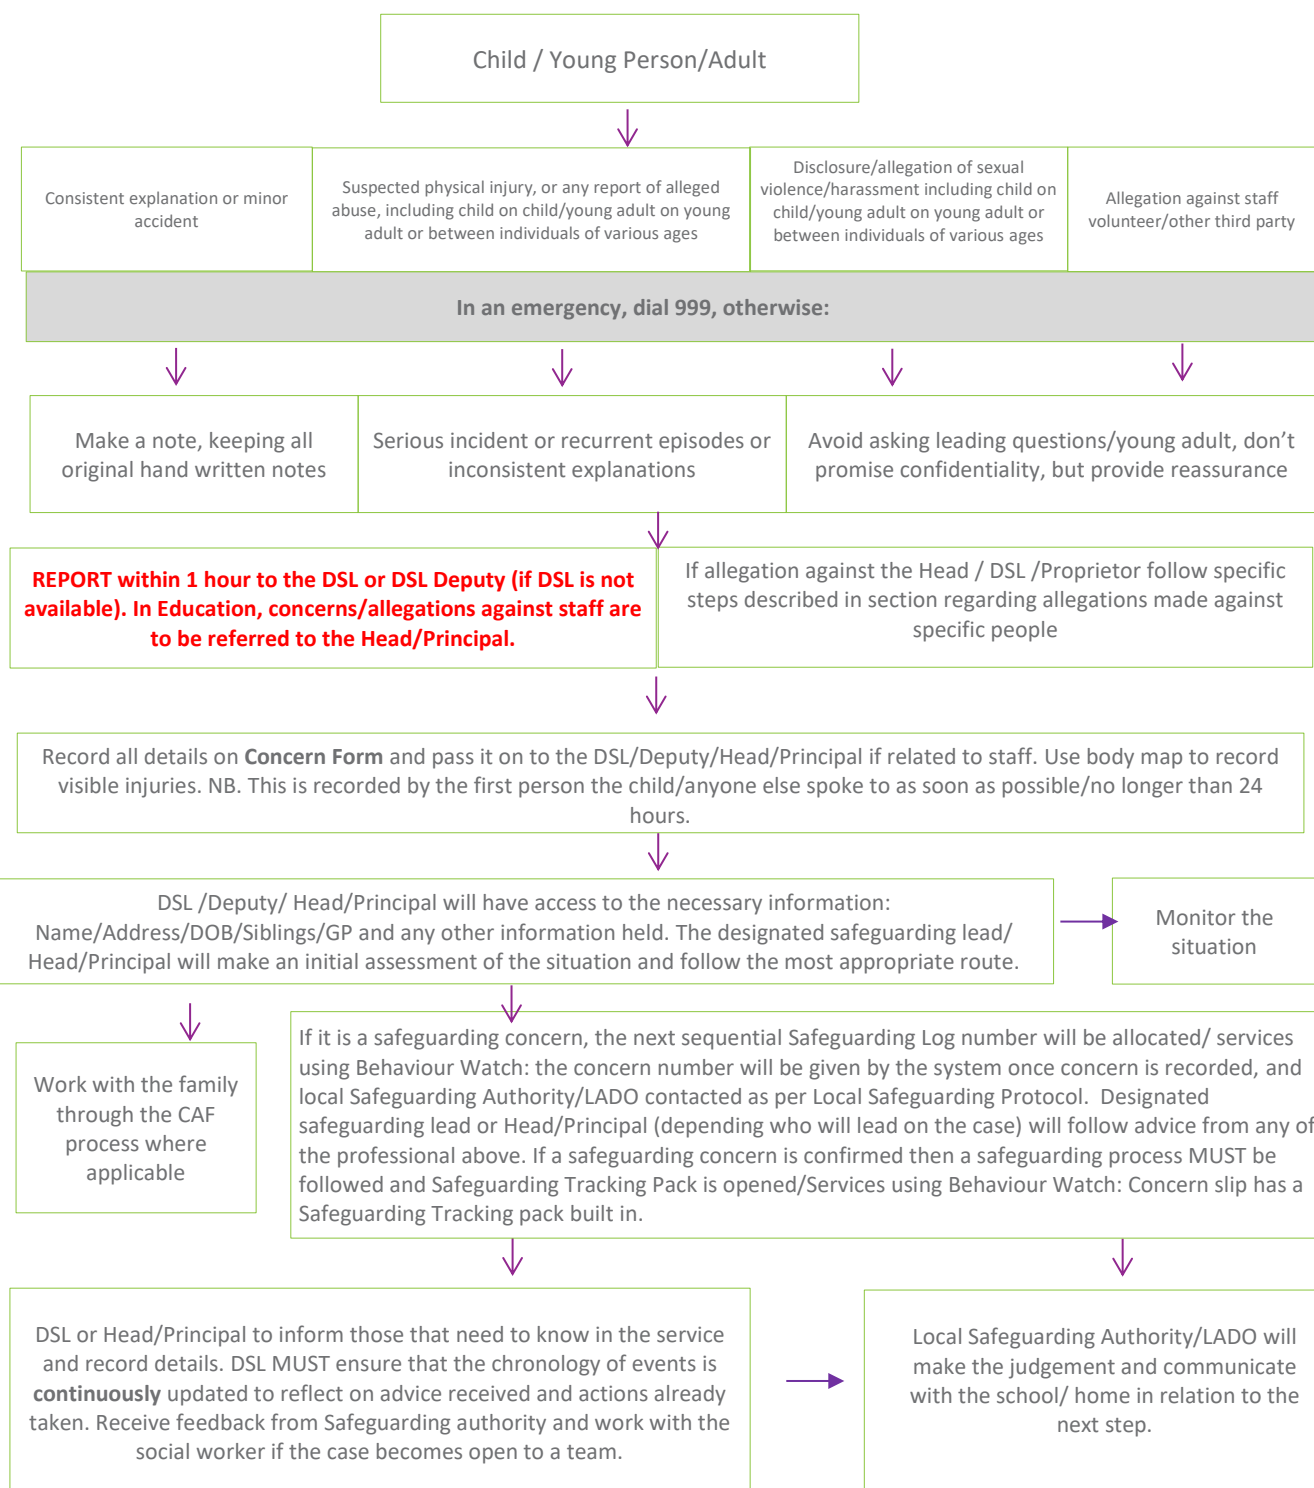 Child / Young Person/Adult
Consistent explanation or minor
accident
Suspected physical injury, or any report of alleged
abuse, including child on child/young adult on young
adult or between individuals of various ages
Disclosure/allegation of sexual
violence/harassment including child on
child/young adult on young adult or
between individuals of various ages
Allegation against staff
volunteer/other third party
In an emergency, dial 999, otherwise:
Make a note, keeping all
original hand written notes
Serious incident or recurrent episodes or
inconsistent explanations
Avoid asking leading questions/young adult, don’t
promise confidentiality, but provide reassurance
REPORT within 1 hour to the DSL or DSL Deputy (if DSL is not
available). In Education, concerns/allegations against staff are
to be referred to the Head/Principal.
If allegation against the Head / DSL /Proprietor follow specific
steps described in section regarding allegations made against
specific people
Record all details on Concern Form and pass it on to the DSL/Deputy/Head/Principal if related to staff. Use body map to record
visible injuries. NB. This is recorded by the first person the child/anyone else spoke to as soon as possible/no longer than 24
hours.
DSL /Deputy/ Head/Principal will have access to the necessary information:
Name/Address/DOB/Siblings/GP and any other information held. The designated safeguarding lead/
Head/Principal will make an initial assessment of the situation and follow the most appropriate route.
Monitor the
situation
Work with the family
through the CAF
process where
applicable
If it is a safeguarding concern, the next sequential Safeguarding Log number will be allocated/ services
using Behaviour Watch: the concern number will be given by the system once concern is recorded, and
local Safeguarding Authority/LADO contacted as per Local Safeguarding Protocol.  Designated
safeguarding lead or Head/Principal (depending who will lead on the case) will follow advice from any of
the professional above. If a safeguarding concern is confirmed then a safeguarding process MUST be
followed and Safeguarding Tracking Pack is opened/Services using Behaviour Watch: Concern slip has a
Safeguarding Tracking pack built in.
DSL or Head/Principal to inform those that need to know in the service
and record details. DSL MUST ensure that the chronology of events is
continuously updated to reflect on advice received and actions already
taken. Receive feedback from Safeguarding authority and work with the
social worker if the case becomes open to a team.
Local Safeguarding Authority/LADO will
make the judgement and communicate
with the school/ home in relation to the
next step.